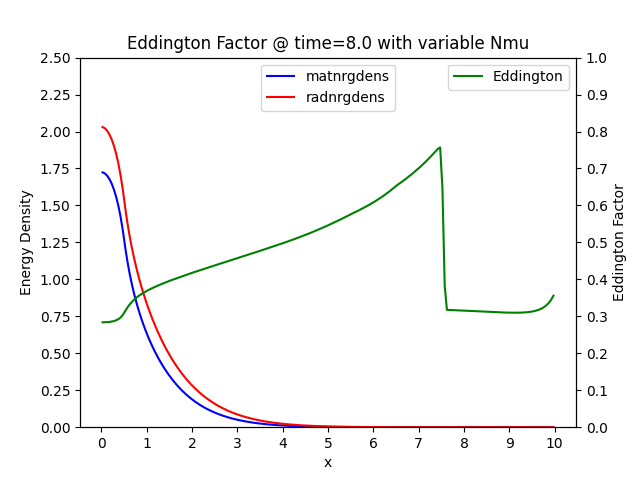 Eddington Factor @ time=8.0 with variable Nmu
matnrgdens
radnrgdens
Eddington
Energy Density
2.50
2.25
2.00
1.75
1.50
1.25
1.00
0.75
0.50
0.25
0.00
1.0
0.9
0.8
0.7
0.6
0.5
0.4
0.3
0.2
0.1
0.0
Eddington Factor
0 1 2 3 4 5 6 7 8 9 10
x